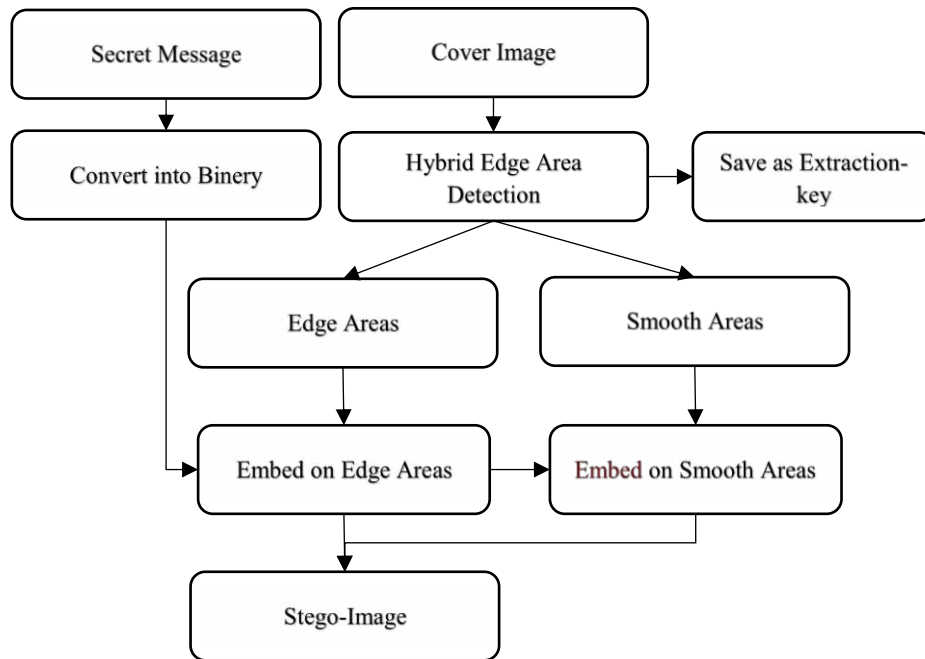 Secret Message
Cover Image
Convert into Binery
Hybrid Edge Area
Detection
Save as Extraction-
key
Edge Areas
Smooth Areas
Embed on Edge Areas
Embed on Smooth Areas
Stego-Image